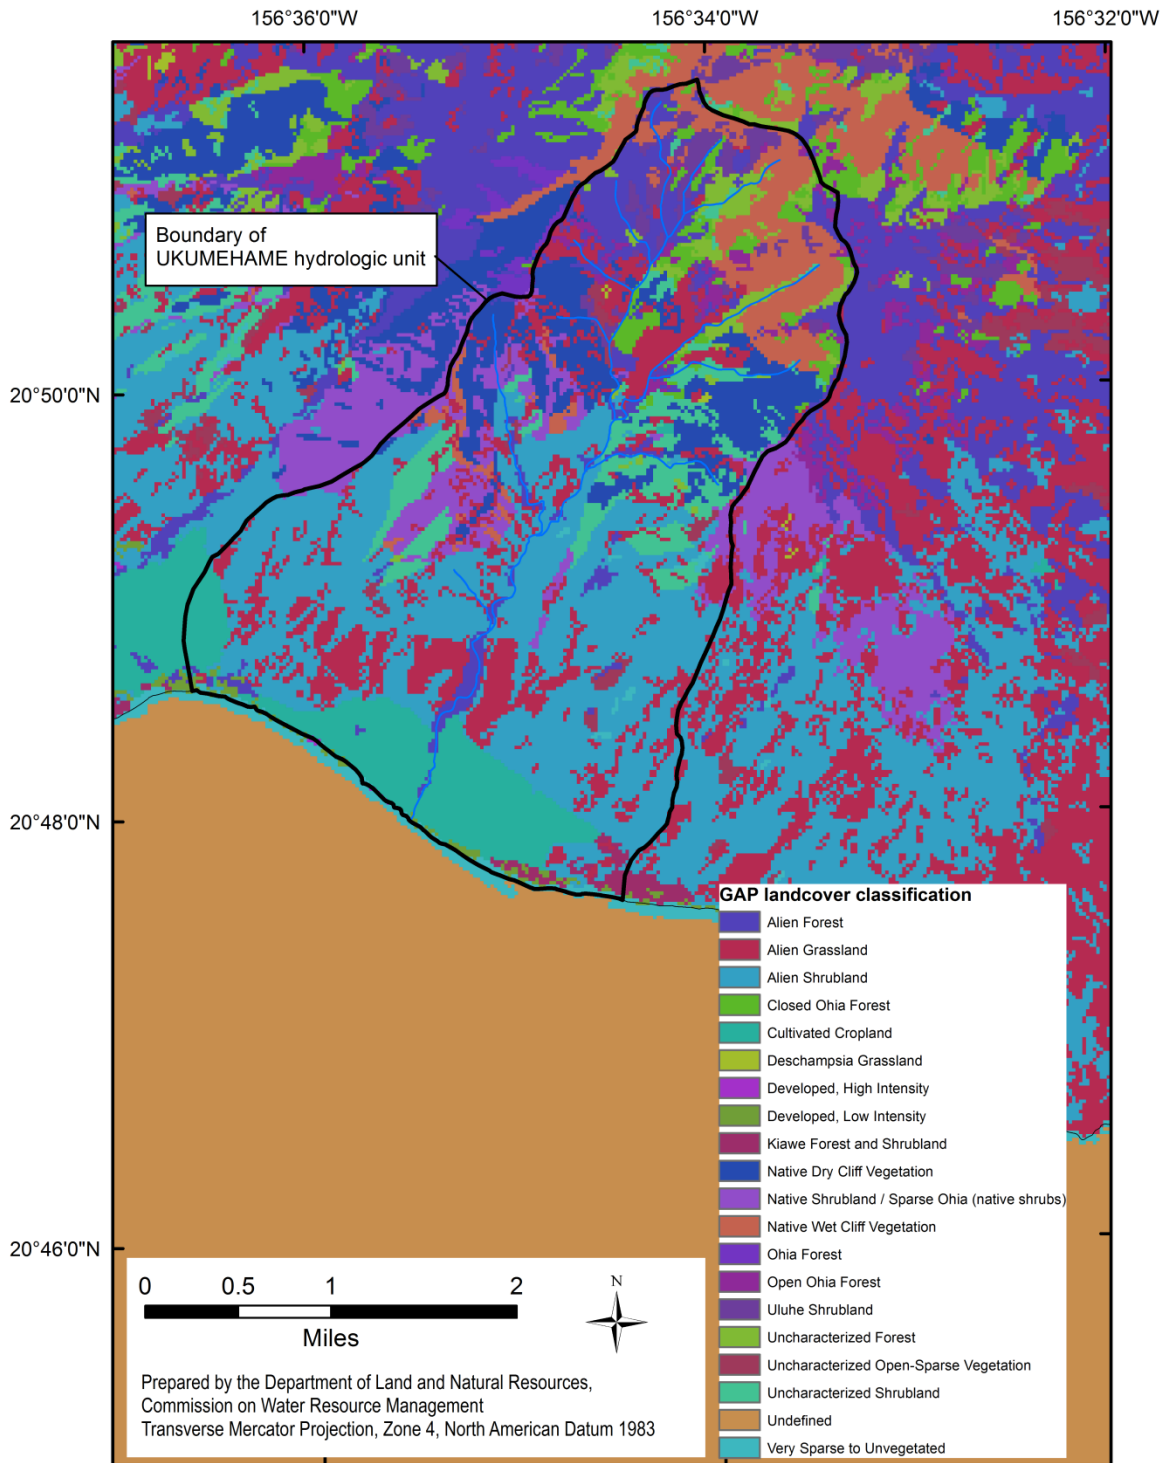 156°36'0"W
156°34'0"W
156°32'0"W
Boundary of
UKUMEHAME hydrologic unit
20°50'0"N
20°48'0"N
20°46'0"N
GAP landcover classification
Alien Forest
Alien Grassland
Alien Shrubland
Closed Ohia Forest
Cultivated Cropland
Deschampsia Grassland
Developed, High Intensity
Developed, Low Intensity
Kiawe Forest and Shrubland
Native Dry Cliff Vegetation
Native Shrubland / Sparse Ohia (native shrubs)
Native Wet Cliff Vegetation
Ohia Forest
Open Ohia Forest
Uluhe Shrubland
Uncharacterized Forest
Uncharacterized Open-Sparse Vegetation
Uncharacterized Shrubland
Undefined
Very Sparse to Unvegetated
0 0.5 1 2
Miles
N
Prepared by the Department of Land and Natural Resources,
Commission on Water Resource Management
Transverse Mercator Projection, Zone 4, North American Datum 1983